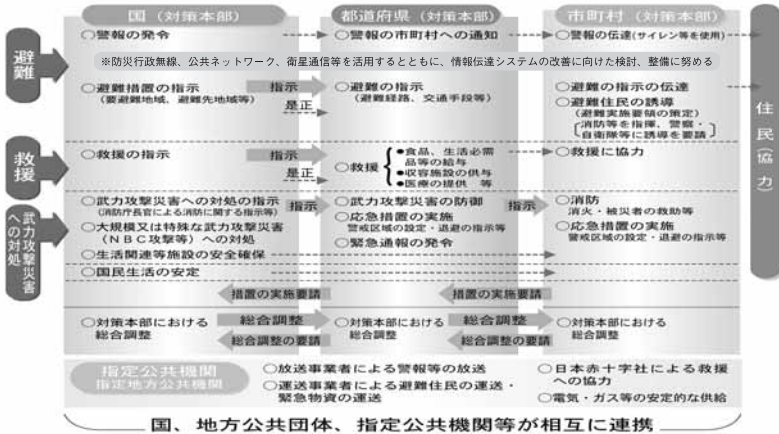 国（対策本部）
都道府県（対策本部）
市町村（対策本部）
避難
○警報の発令
○警報の市町村への通知
○警報の伝達(サイレン等を使用)
※防災行政無線、公共ネットワーク、衛星通信等を活用するとともに、情報伝達システムの改善に向けた検討、整備に努める
○避難措置の指示
（要避難地域、避難先地域等）
指示
是正
○避難の指示
（避難経路、交通手段等）
○避難の指示の伝達
○避難住民の誘導
（避難実施要領の策定）
消防等を指揮、警察・
自衛隊等に誘導を要請
住民(協力)
救援
○救援の指示
指示
是正
○救援
●食品、生活必需
品等の給与
●収容施設の供与
●医療の提供 等
○救援に協力
武力攻撃災害
への対処
○武力攻撃災害への対処の指示
（消防庁長官による消防に関する指示等）
指示
○大規模又は特殊な武力攻撃災害
（ＮＢＣ攻撃等）への対処
○生活関連等施設の安全確保
○国民生活の安定
○武力攻撃災害の防御
○応急措置の実施
警戒区域の設定・退避の指示等
○緊急通報の発令
指示
○消防
消火・被災者の救助等
○応急措置の実施
警戒区域の設定・退避の指示等
措置の実施要請
措置の実施要請
○対策本部における
総合調整
総合調整
総合調整の要請
○対策本部における
総合調整
総合調整
総合調整の要請
○対策本部における
総合調整
指定公共機関
指定地方公共機関
○放送事業者による警報等の放送
○運送事業者による避難住民の運送・
緊急物資の運送
○日本赤十字社による救援
への協力
○電気・ガス等の安定的な供給
国、地方公共団体、指定公共機関等が相互に連携